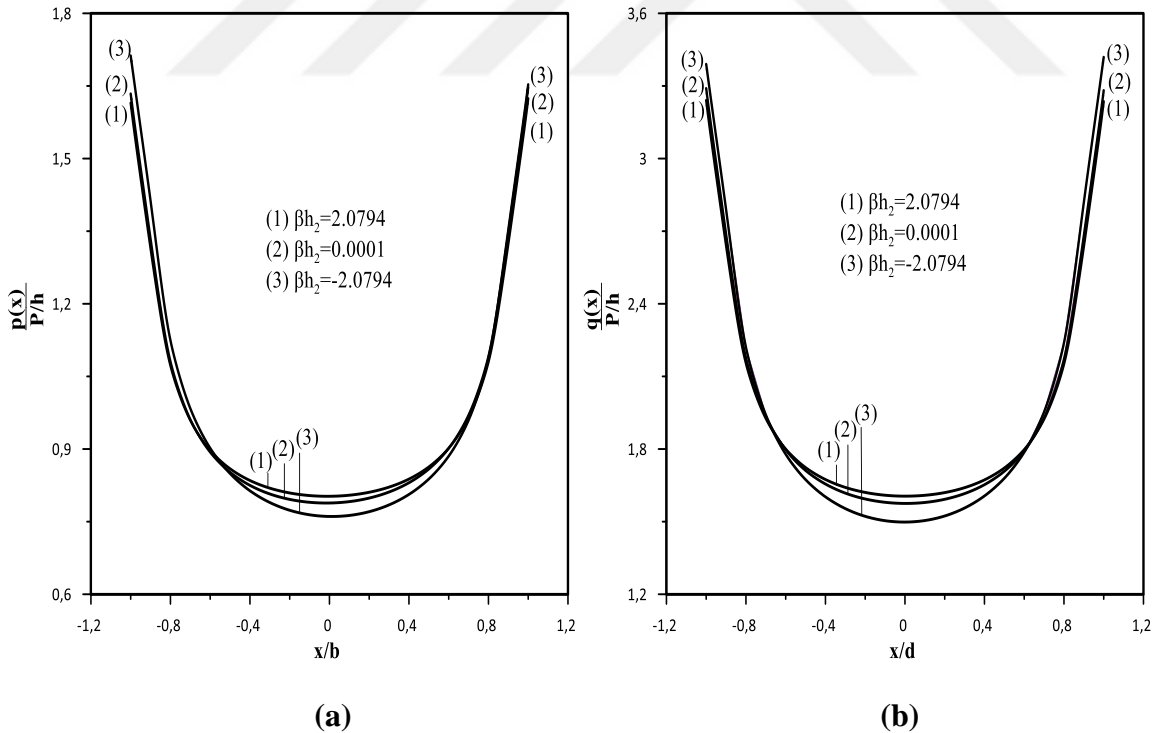 1,8
1,5
1,2
0,9
0,6
p(x)
P/h
(3)
(2)
(1)
(3)
(2)
(1)
(1) βh₂=2.0794
(2) βh₂=0.0001
(3) βh₂=-2.0794
(1) (2) (3)
-1,2 -0,8 -0,4 0 0,4 0,8 1,2
x/b
(a)
3,6
3
2,4
1,8
1,2
q(x)
P/h
(3)
(2)
(1)
(3)
(2)
(1)
(1) βh₂=2.0794
(2) βh₂=0.0001
(3) βh₂=-2.0794
(1) (2) (3)
-1,2 -0,8 -0,4 0 0,4 0,8 1,2
x/d
(b)